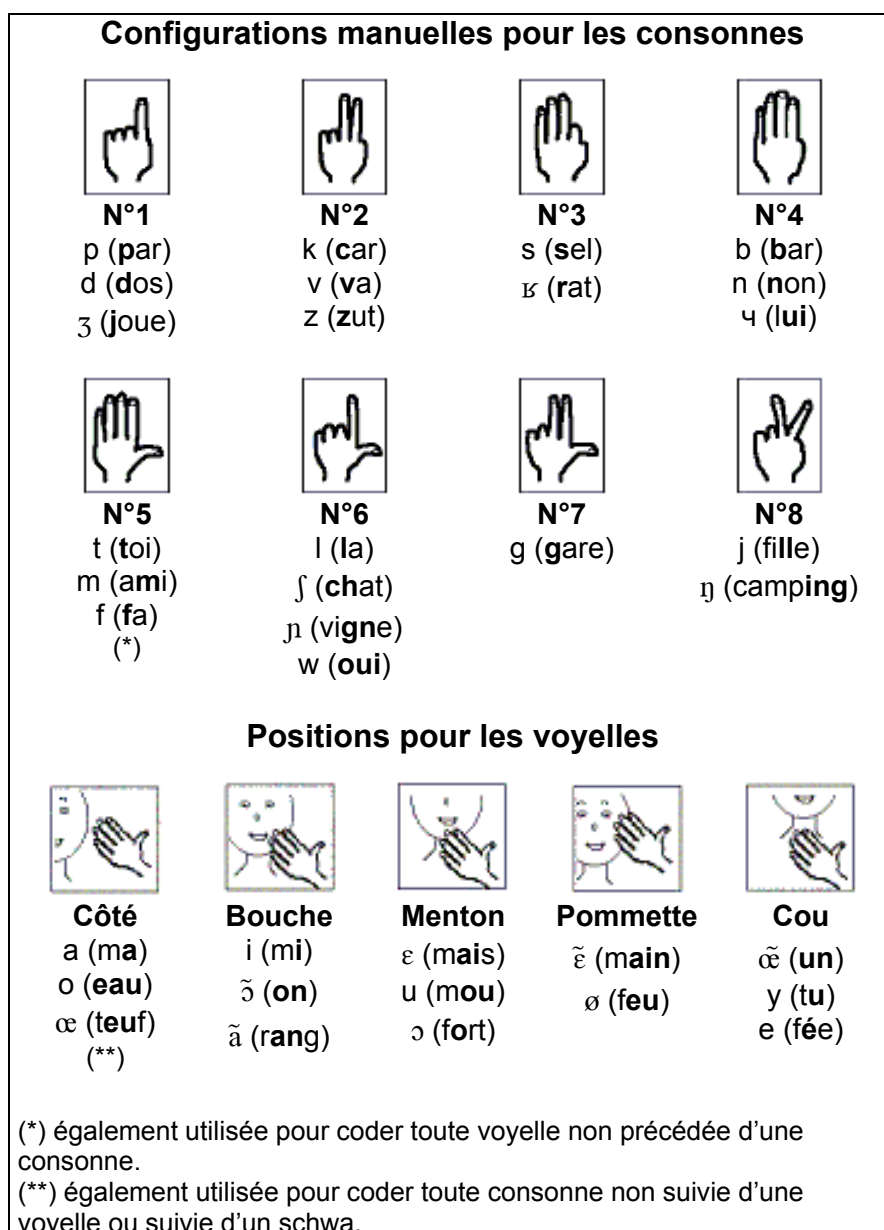 Configurations manuelles pour les consonnes
N°1 N°2 N°3 N°4
p (par) k (car) s (sel) b (bar)
d (dos) v (va) ʁ (rat) n (non)
ʒ (joue) z (zut) ɥ (lui)
N°5 N°6 N°7 N°8
t (toi) l (la) g (gare) j (fille)
m (ami) ʃ (chat) ŋ (camping)
f (fa) ɲ (vigne)
(*) w (oui)
Positions pour les voyelles
Côté Bouche Menton Pommette Cou
a (ma) i (mi) ɛ (mais) ɛ̃ (main) œ̃ (un)
o (eau) ɔ̃ (on) u (mou) ø (feu) y (tu)
œ (teuf) ã (rang) ɔ (fort) e (fée)
(**)
(*) également utilisée pour coder toute voyelle non précédée d’une
consonne.
(**) également utilisée pour coder toute consonne non suivie d’une
voyelle ou suivie d’un schwa.